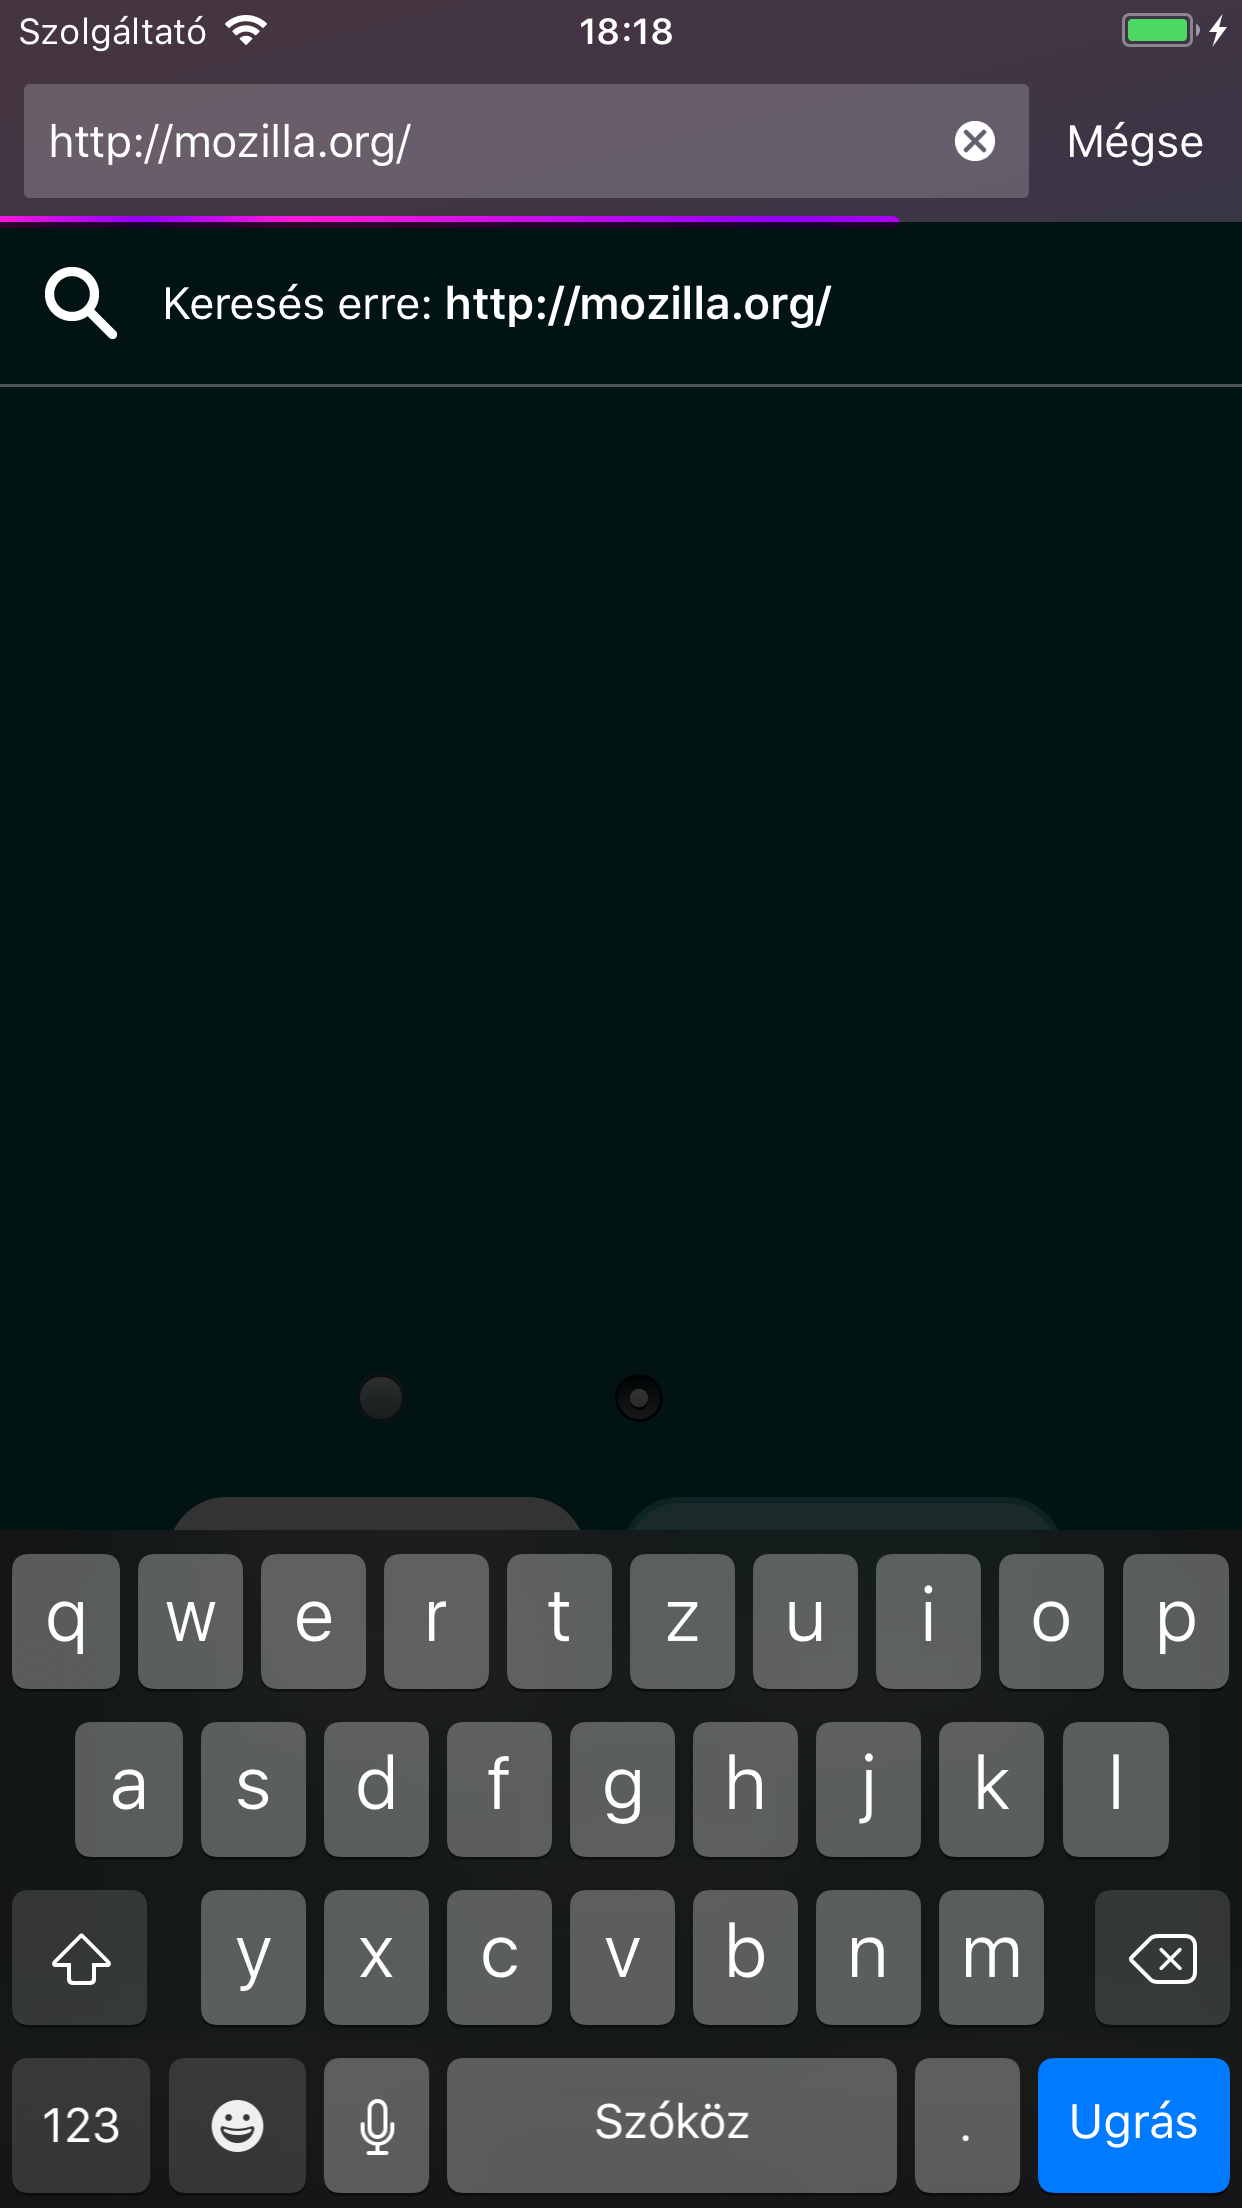 Szolgáltató 18:18
http://mozilla.org/ Mégse
Keresés erre: http://mozilla.org/
q w e r t z u i o p
a s d f g h j k l
y x c v b n m
123 Szóköz . Ugrás